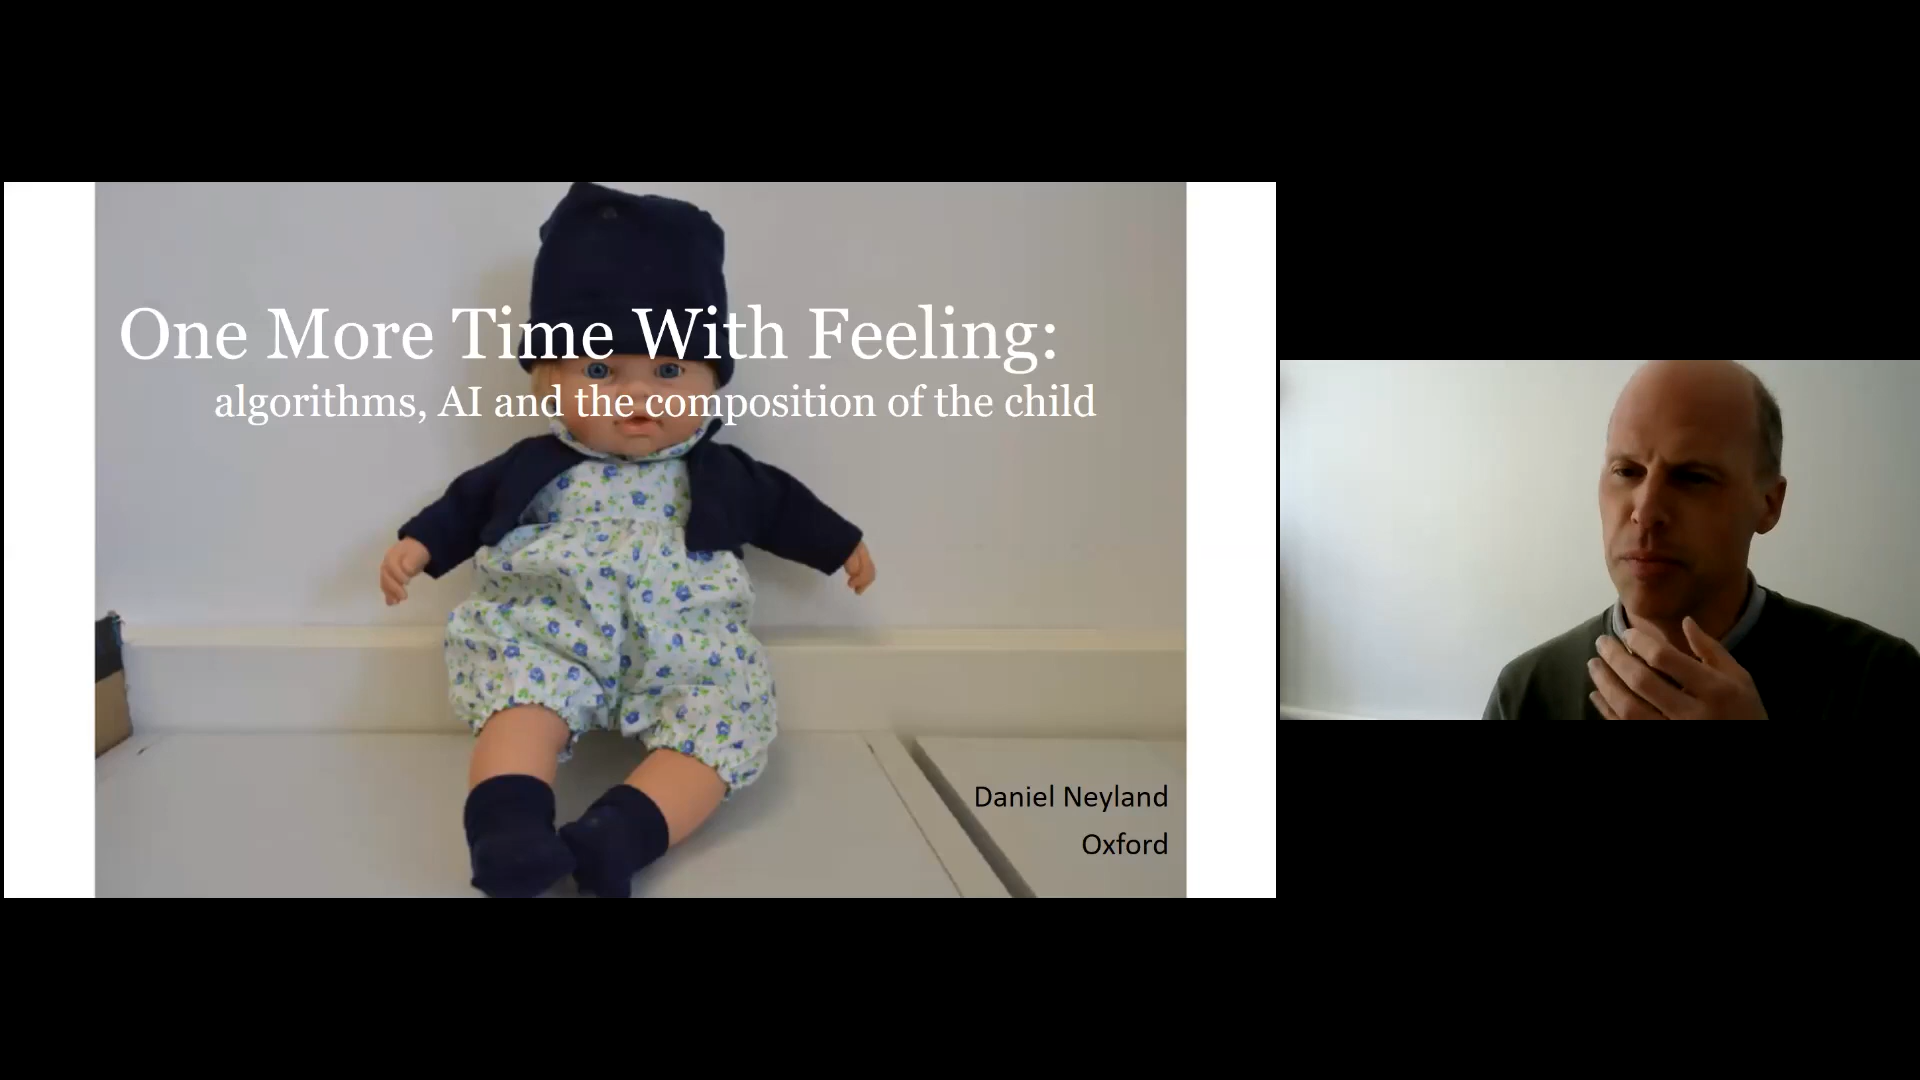 One More Time With Feeling:
algorithms, AI and the composition of the child
Daniel Neyland
Oxford